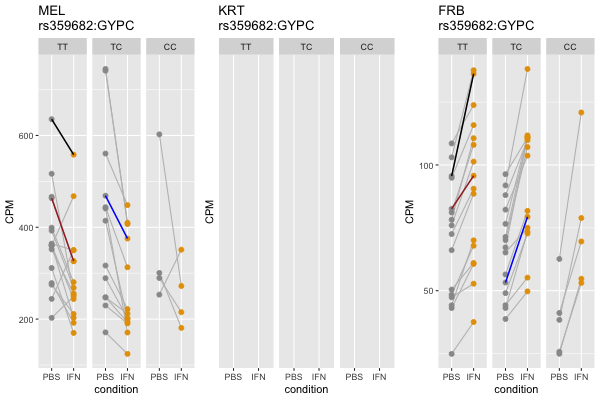 MEL
rs359682:GYPC
TT TC CC
CPM
600
400
200
PBS IFN PBS IFN PBS IFN
condition
KRT
rs359682:GYPC
TT TC CC
CPM
PBS IFN PBS IFN PBS IFN
condition
FRB
rs359682:GYPC
TT TC CC
CPM
100
50
PBS IFN PBS IFN PBS IFN
condition